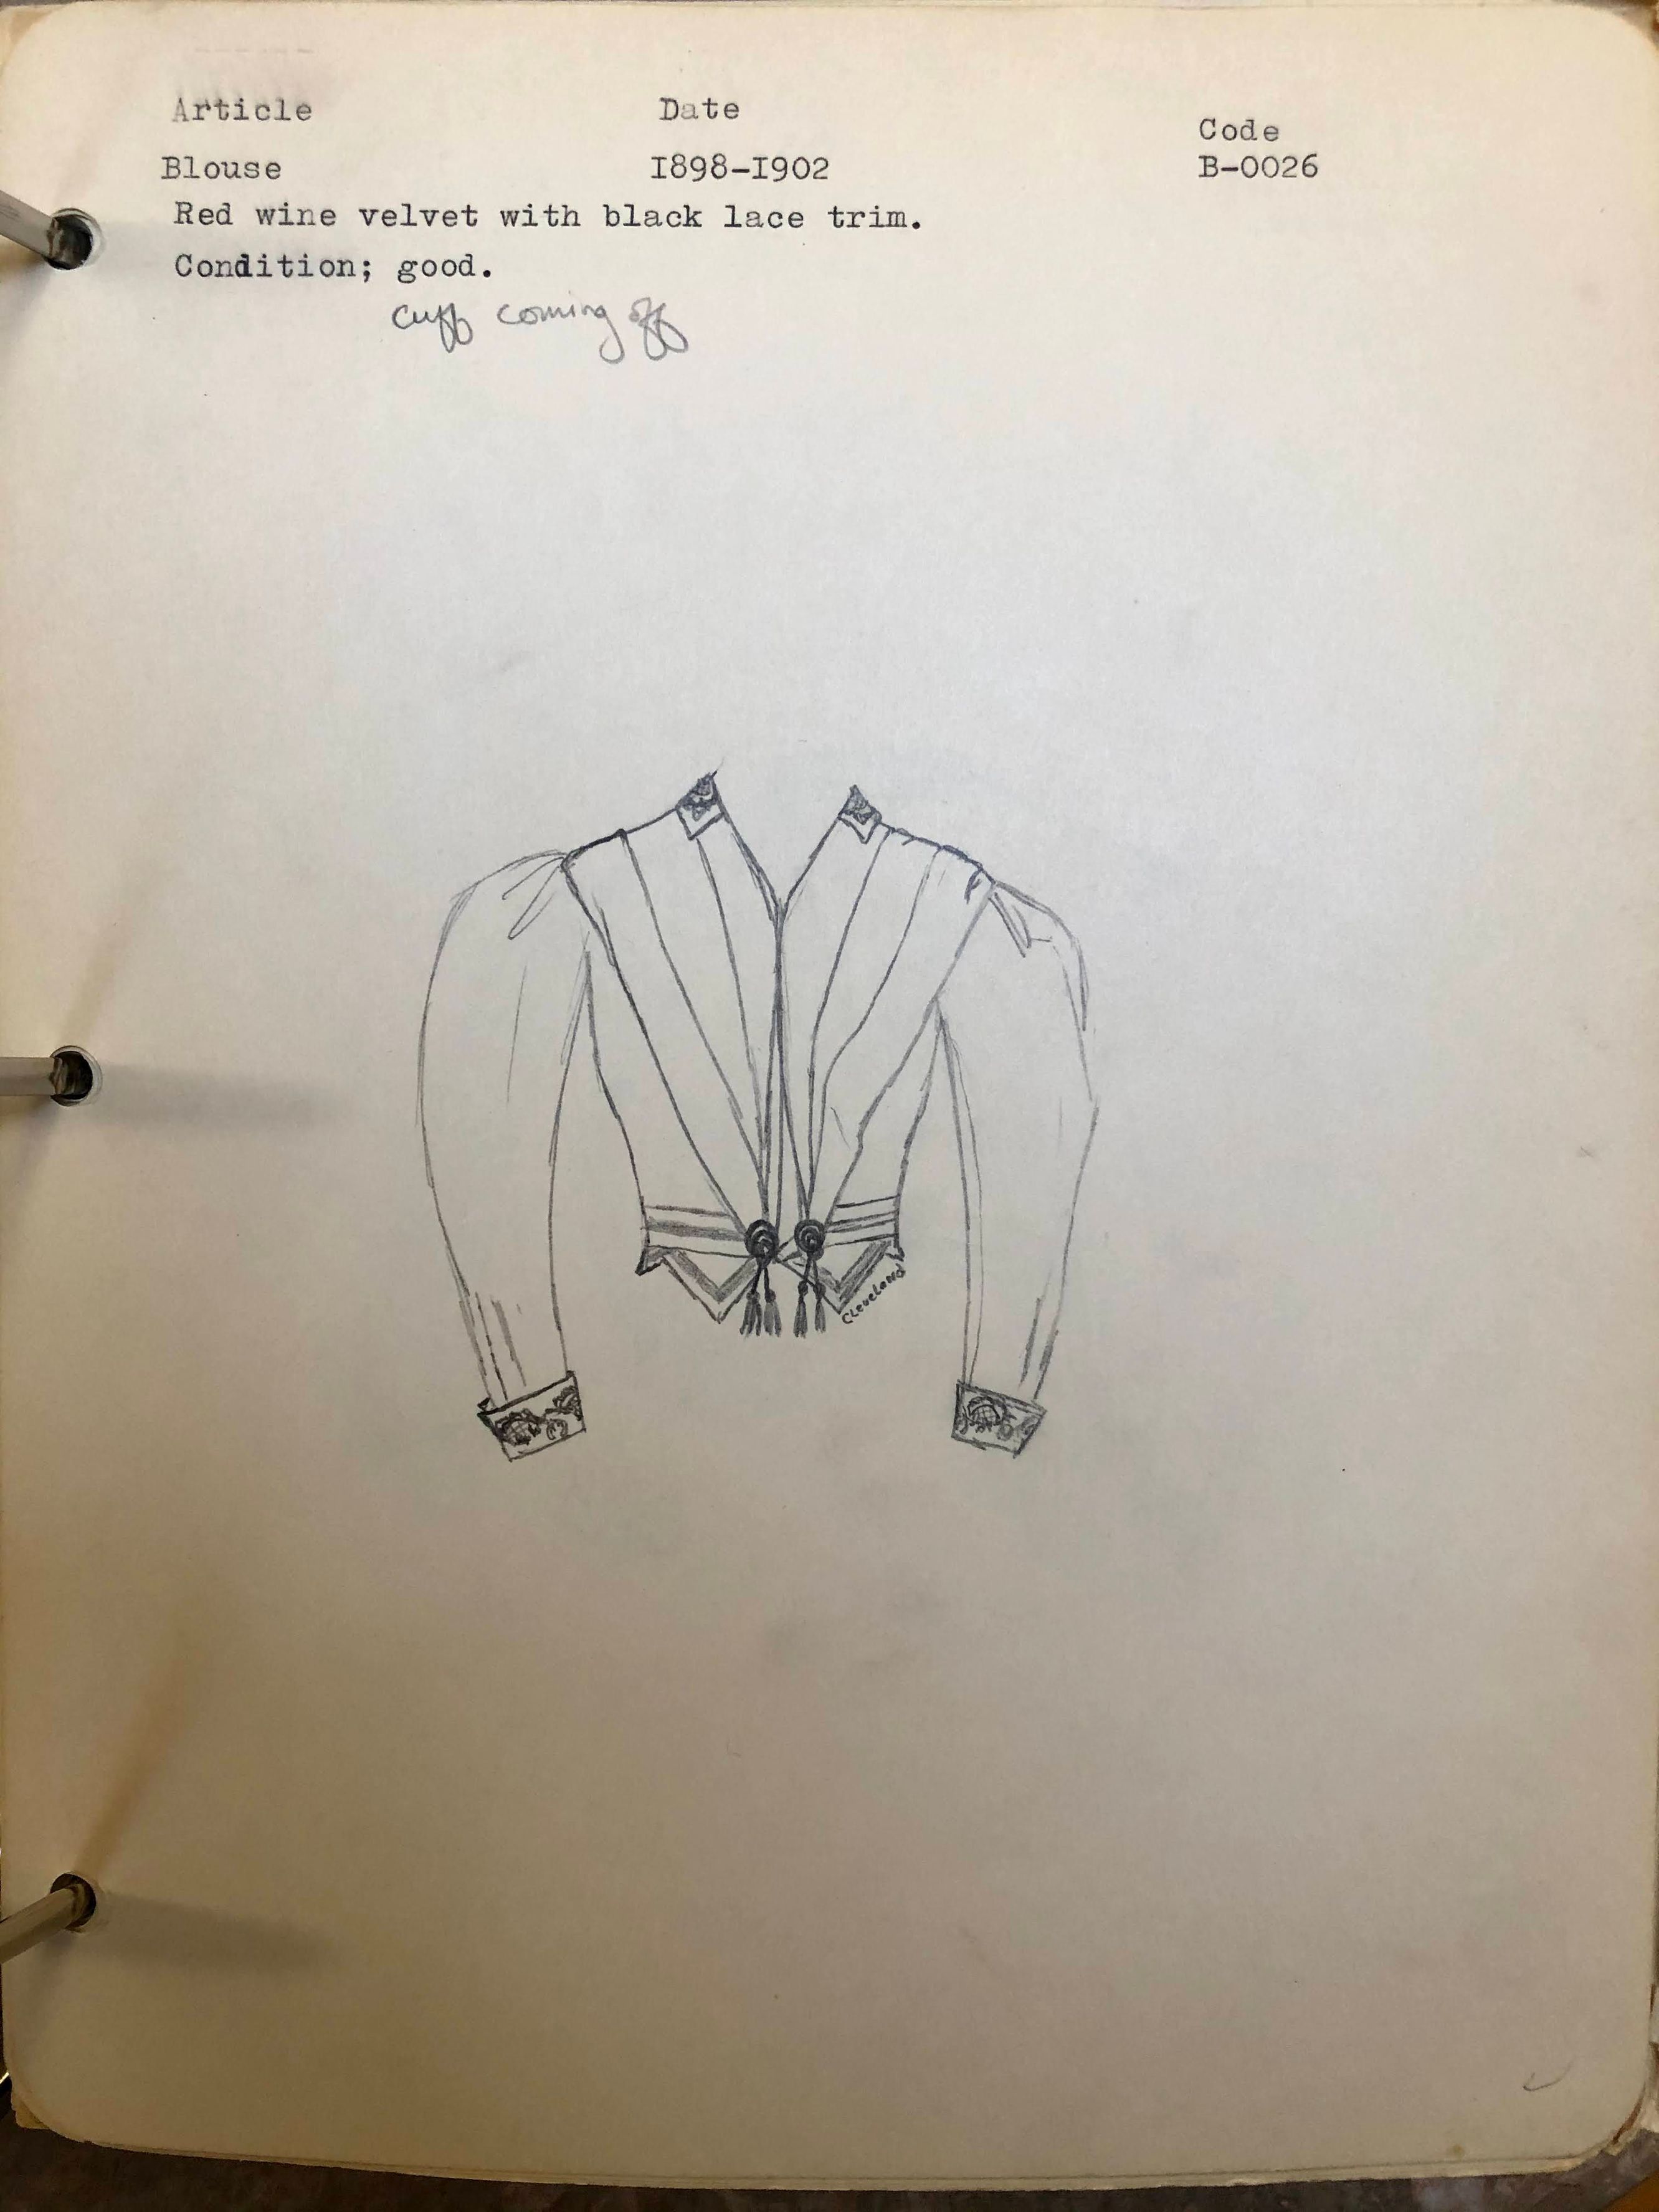 Article Date Code
Blouse I898-I902 B-0026
Red wine velvet with black lace trim.
Condition; good.
cuff coming off
Cleveland